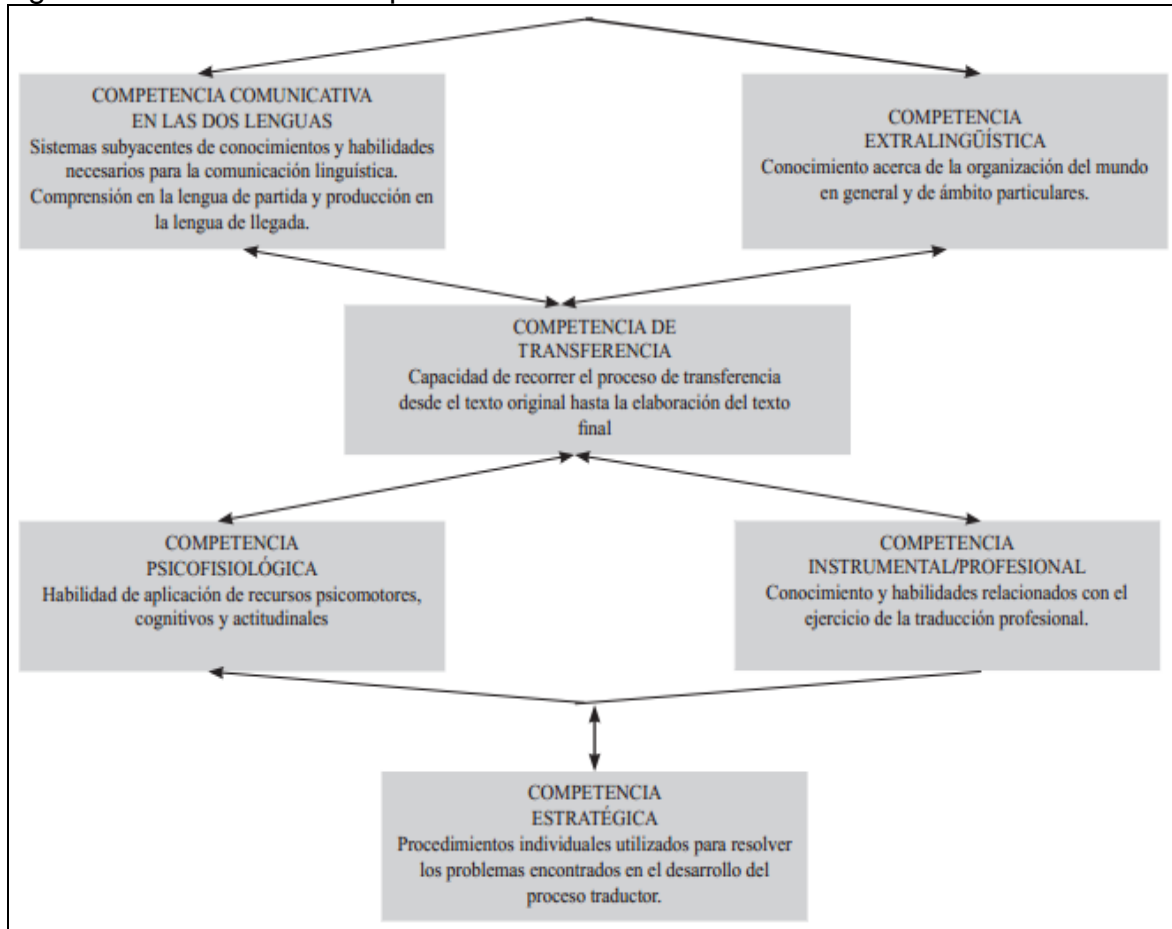 COMPETENCIA COMUNICATIVA
EN LAS DOS LENGUAS
Sistemas subyacentes de conocimientos y habilidades
necesarios para la comunicación linguística.
Comprensión en la lengua de partida y producción en
la lengua de llegada.
COMPETENCIA
EXTRALINGÜÍSTICA
Conocimiento acerca de la organización del mundo
en general y de ámbito particulares.
COMPETENCIA DE
TRANSFERENCIA
Capacidad de recorrer el proceso de transferencia
desde el texto original hasta la elaboración del texto
final
COMPETENCIA
PSICOFISIOLÓGICA
Habilidad de aplicación de recursos psicomotores,
cognitivos y actitudinales
COMPETENCIA
INSTRUMENTAL/PROFESIONAL
Conocimiento y habilidades relacionados con el
ejercicio de la traducción profesional.
COMPETENCIA
ESTRATÉGICA
Procedimientos individuales utilizados para resolver
los problemas encontrados en el desarrollo del
proceso traductor.